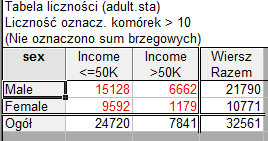 Tabela liczności (adult.sta)
Liczność oznacz. komórek > 10
(Nie oznaczono sum brzegowych)
sex Income <=50K Income >50K Wiersz Razem
Male 15128 6662 21790
Female 9592 1179 10771
Ogół 24720 7841 32561